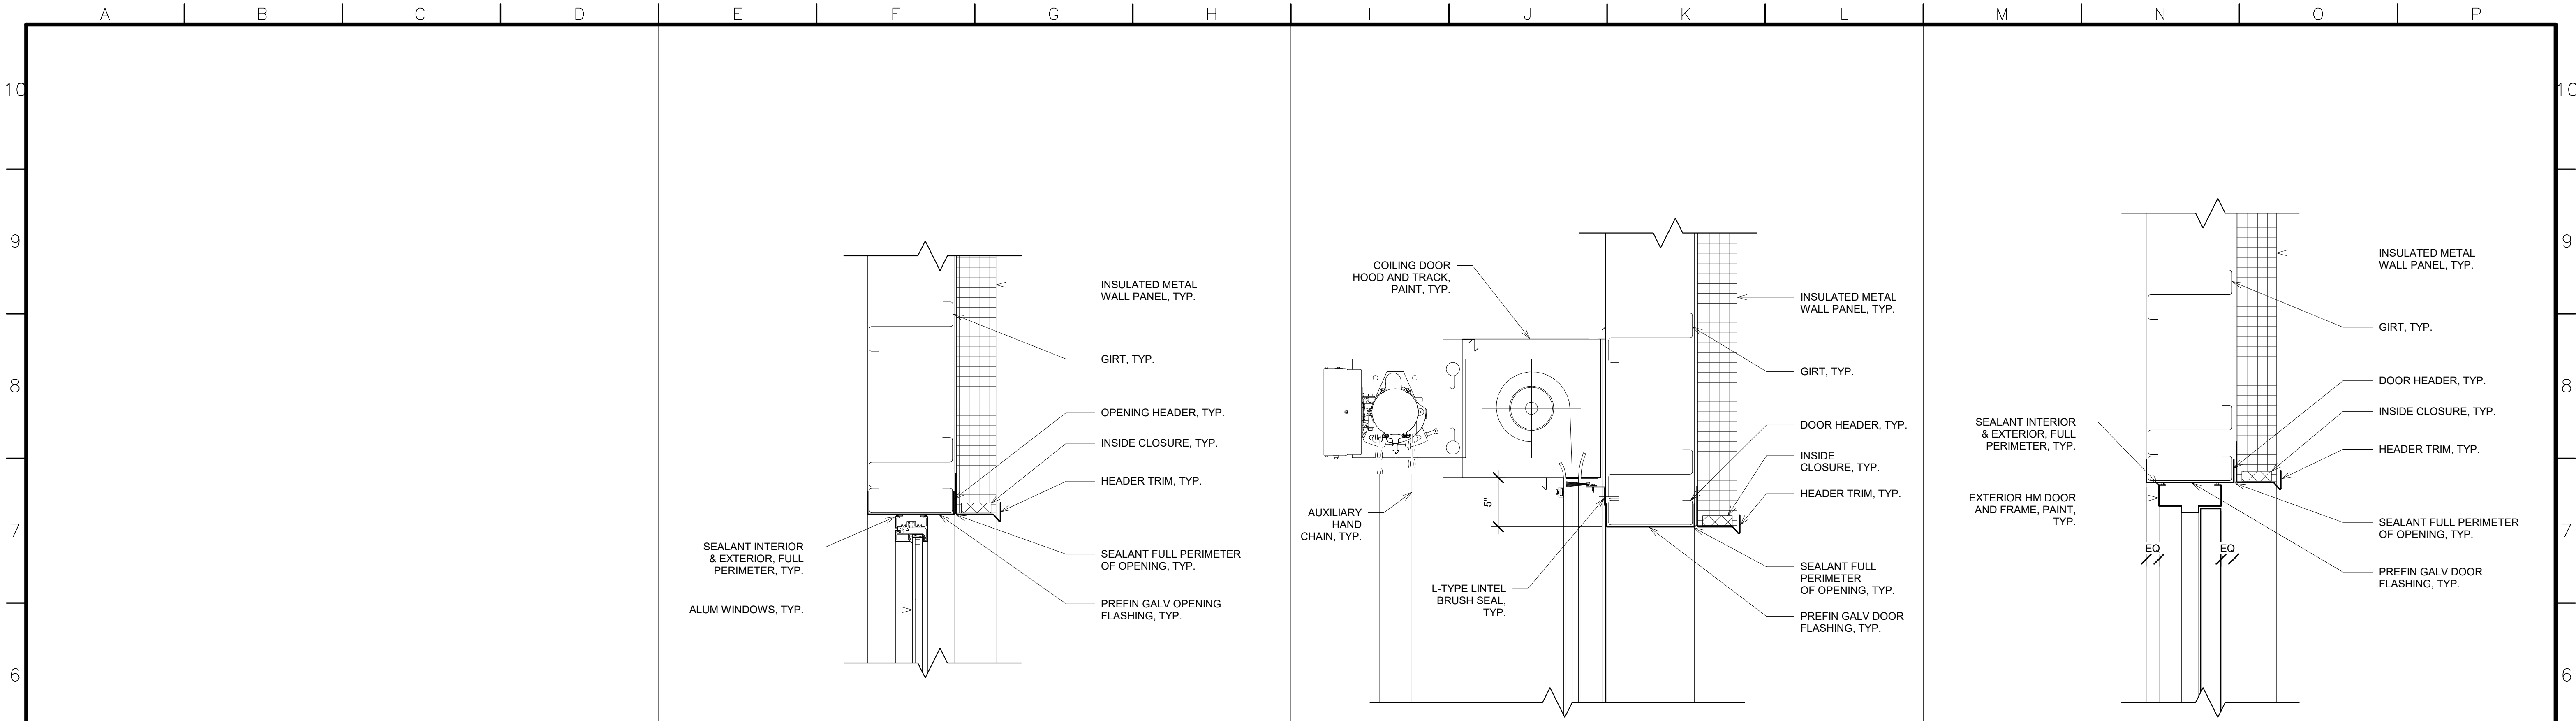 A B C D E F G H I J K L M N O P
10
9
8
7
6
INSULATED METAL
WALL PANEL, TYP.
GIRT, TYP.
OPENING HEADER, TYP.
INSIDE CLOSURE, TYP.
HEADER TRIM, TYP.
SEALANT INTERIOR
& EXTERIOR, FULL
PERIMETER, TYP.
ALUM WINDOWS, TYP.
SEALANT FULL PERIMETER
OF OPENING, TYP.
PREFIN GALV OPENING
FLASHING, TYP.
COILING DOOR
HOOD AND TRACK,
PAINT, TYP.
INSULATED METAL
WALL PANEL, TYP.
GIRT, TYP.
DOOR HEADER, TYP.
INSIDE
CLOSURE, TYP.
HEADER TRIM, TYP.
5"
AUXILIARY
HAND
CHAIN, TYP.
L-TYPE LINTEL
BRUSH SEAL,
TYP.
SEALANT FULL
PERIMETER
OF OPENING, TYP.
PREFIN GALV DOOR
FLASHING, TYP.
INSULATED METAL
WALL PANEL, TYP.
GIRT, TYP.
DOOR HEADER, TYP.
INSIDE CLOSURE, TYP.
HEADER TRIM, TYP.
SEALANT INTERIOR
& EXTERIOR, FULL
PERIMETER, TYP.
EXTERIOR HM DOOR
AND FRAME, PAINT,
TYP.
EQ
EQ
SEALANT FULL PERIMETER
OF OPENING, TYP.
PREFIN GALV DOOR
FLASHING, TYP.
10
9
8
7
6